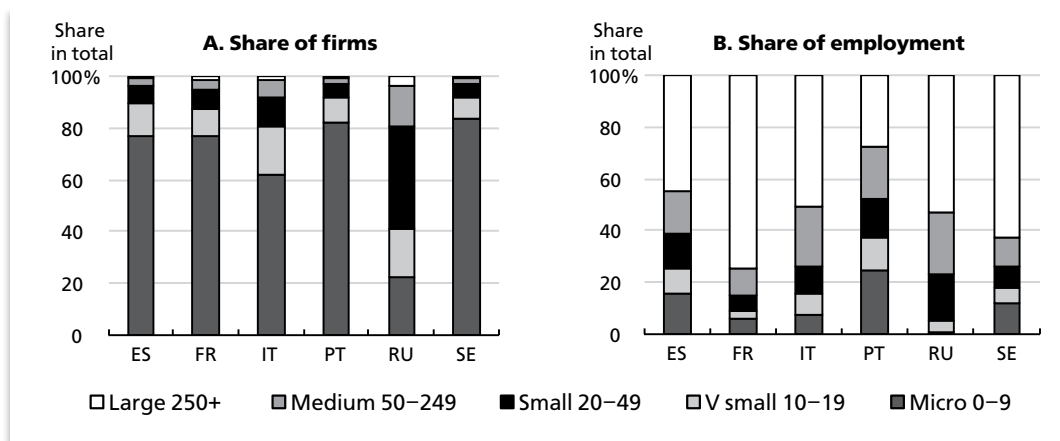 Share
in total
A. Share of firms
100%
80
60
40
20
0
ES FR IT PT RU SE
Share
in total
B. Share of employment
100%
80
60
40
20
0
ES FR IT PT RU SE
Large 250+ Medium 50–249 Small 20–49 V small 10–19 Micro 0–9